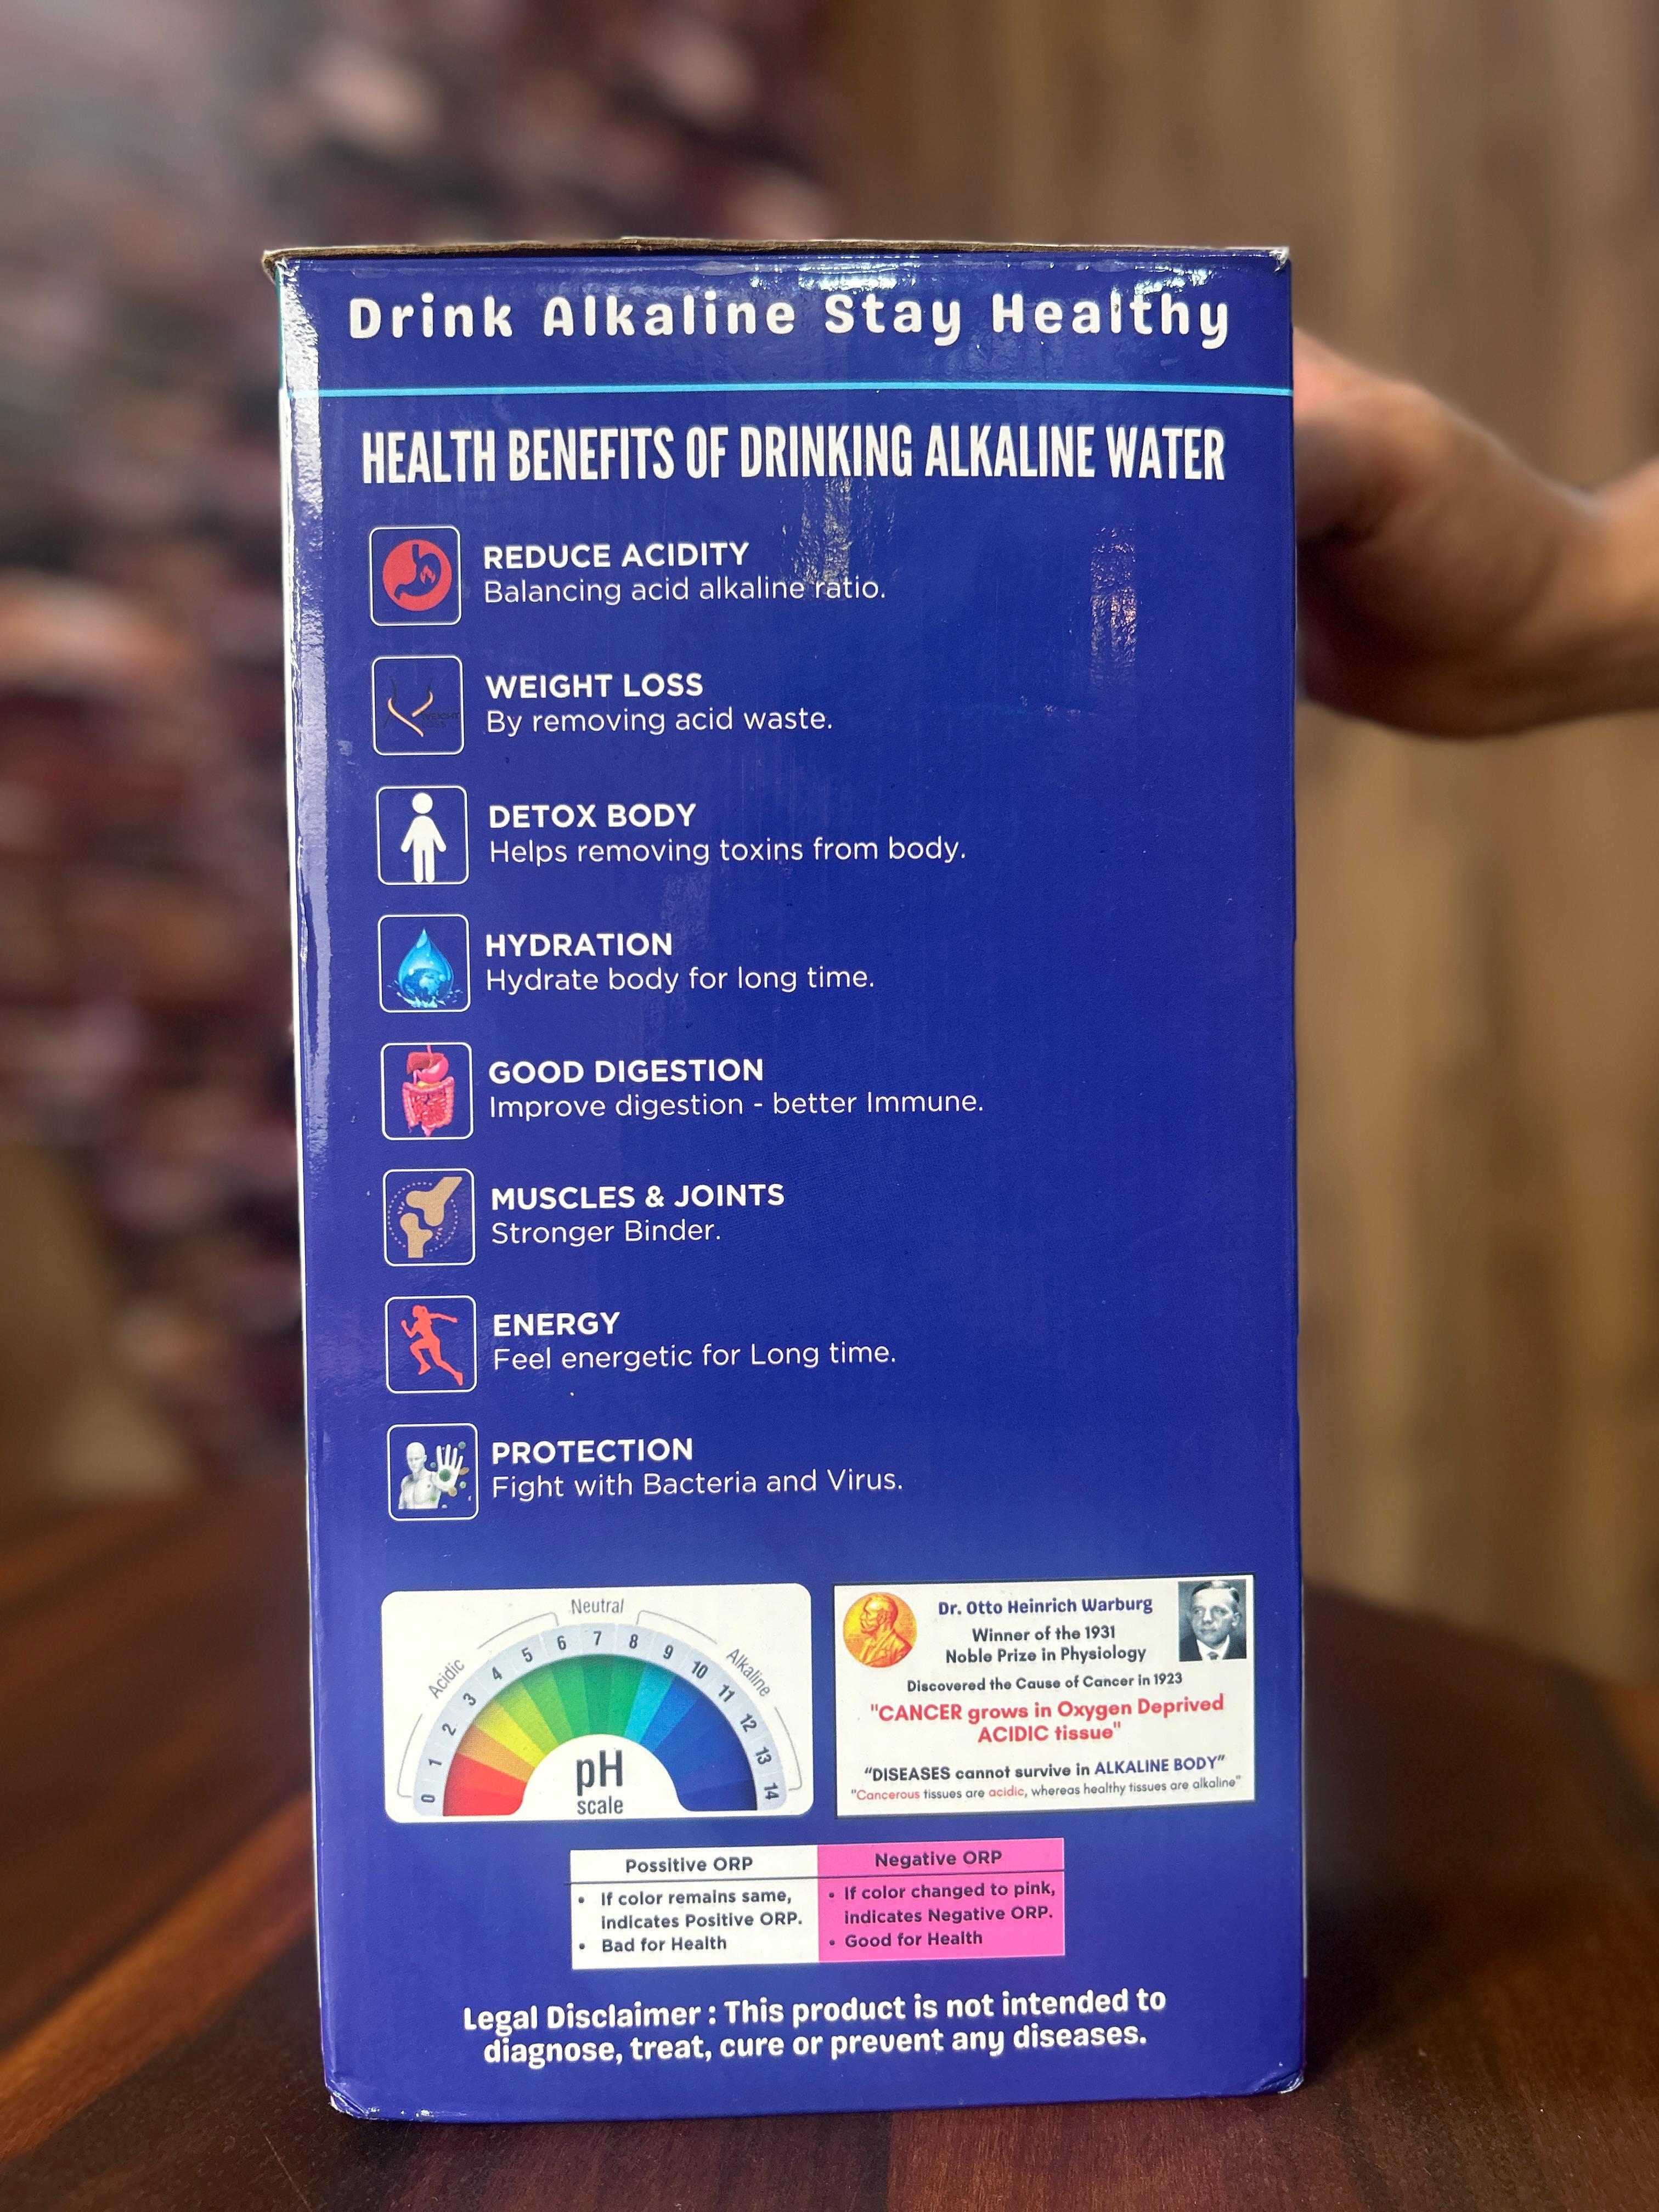 Drink Alkaline Stay Healthy
HEALTH BENEFITS OF DRINKING ALKALINE WATER
REDUCE ACIDITY
Balancing acid alkaline ratio.
WEIGHT LOSS
By removing acid waste.
DETOX BODY
Helps removing toxins from body.
HYDRATION
Hydrate body for long time.
GOOD DIGESTION
Improve digestion - better Immune.
MUSCLES & JOINTS
Stronger Binder.
ENERGY
Feel energetic for Long time.
PROTECTION
Fight with Bacteria and Virus.
Neutral
Acidic
Alkaline
0 1 2 3 4 5 6 7 8 9 10 11 12 13 14
pH
scale
Dr. Otto Heinrich Warburg
Winner of the 1931
Noble Prize in Physiology
Discovered the Cause of Cancer in 1923
"CANCER grows in Oxygen Deprived
ACIDIC tissue"
“DISEASES cannot survive in ALKALINE BODY”
"Cancerous tissues are acidic, whereas healthy tissues are alkaline"
Possitive ORP
• If color remains same,
indicates Positive ORP.
• Bad for Health
Negative ORP
• If color changed to pink,
indicates Negative ORP.
• Good for Health
Legal Disclaimer : This product is not intended to
diagnose, treat, cure or prevent any diseases.